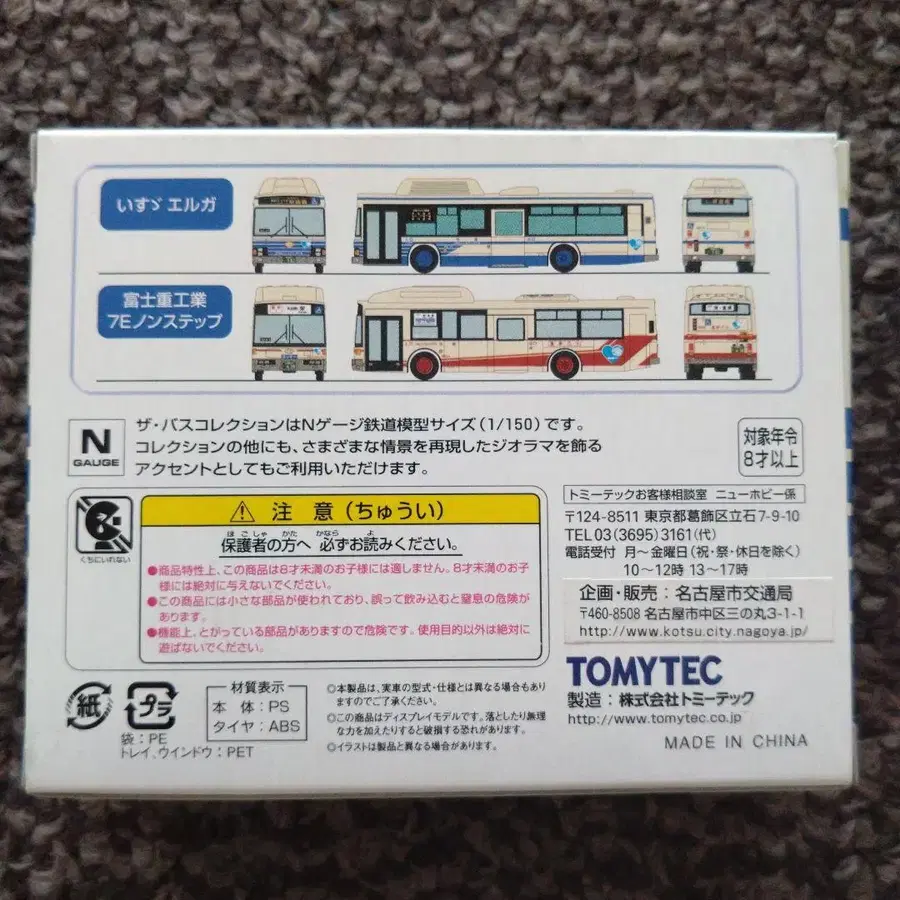 いすゞ エルガ
富士重工業
7Eノンステップ
N
GAUGE
ザ・バスコレクションはNゲージ鉄道模型サイズ(1/150)です。
コレクションの他にも、さまざまな情景を再現したジオラマを飾る
アクセントとしてもご利用いただけます。
対象年令
8才以上
くちにいれない
注 意(ちゅうい)
ほごしゃ かた かなら よ
保護者の方へ 必ずお読みください。
●商品特性上、この商品は8才未満のお子様には適しません。8才未満のお子
様には絶対に与えないでください。
●この商品には小さな部品が使われており、誤って飲み込むと窒息の危険が
あります。
●機能上、とがっている部品がありますので危険です。使用目的以外は絶対に
遊ばないでください。
トミーテックお客様相談室 ニューホビー係
〒124-8511 東京都葛飾区立石7-9-10
TEL 03(3695)3161(代)
電話受付 月〜金曜日(祝・祭・休日を除く)
10〜12時 13〜17時
企画・販売:名古屋市交通局
〒460-8508 名古屋市中区三の丸3-1-1
http://www.kotsu.city.nagoya.jp/
TOMYTEC
製造:株式会社トミーテック
http://www.tomytec.co.jp
MADE IN CHINA
紙
プラ
袋:PE
トレイ、ウインドウ:PET
材質表示
本 体:PS
タイヤ:ABS
◎本製品は、実車の型式・仕様とは異なる場合もあり
ますのでご了承ください。
◎この商品はディスプレイモデルです。落としたり無理
な力を加えたりすると破損する恐れがあります。
◎イラストは製品と異なる場合があります。